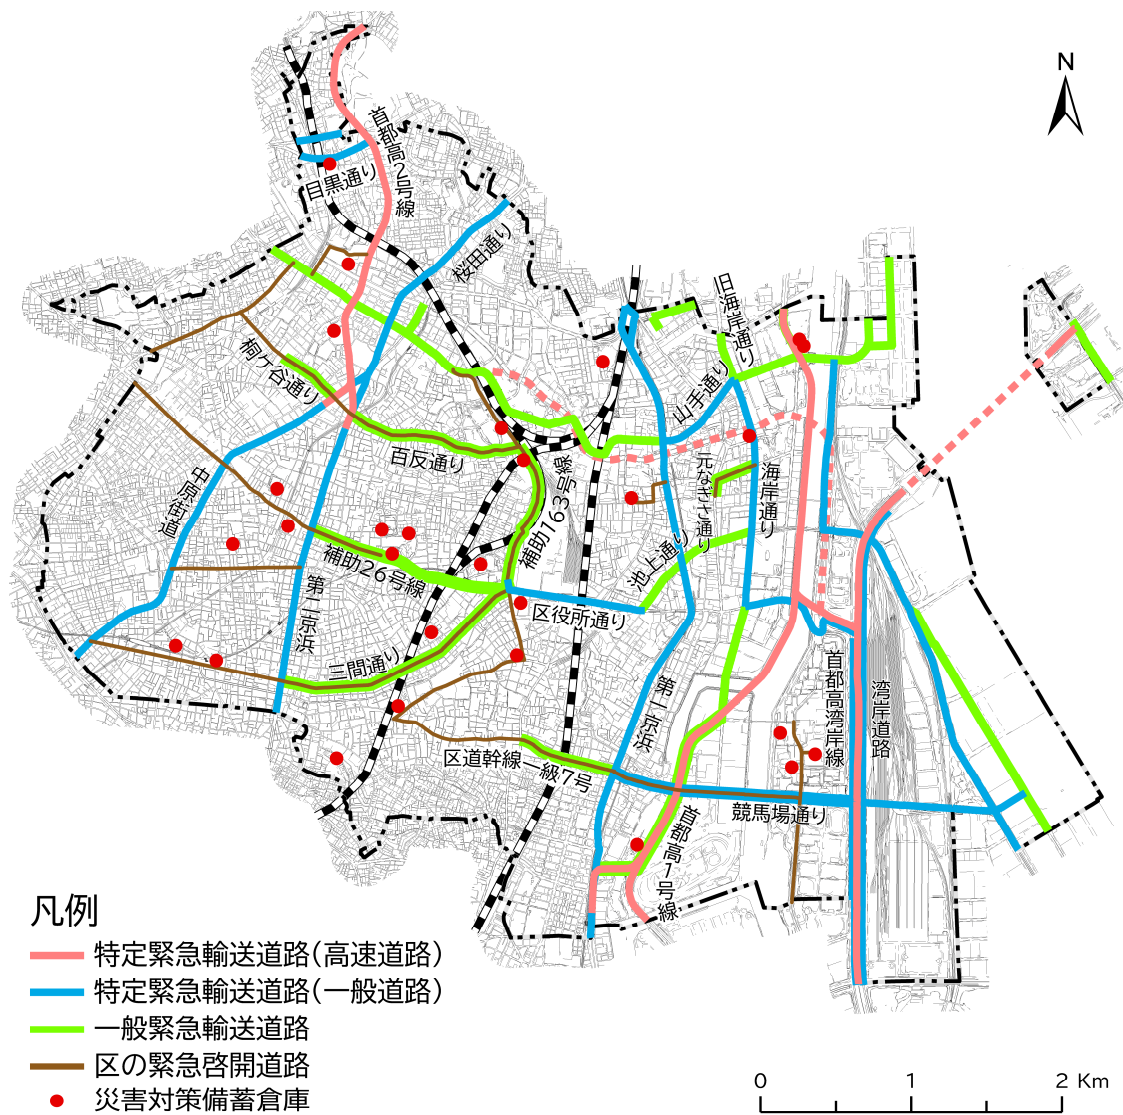 N
首都高2号線
目黒通り
桜田通り
旧海岸通り
桐ケ谷通り
山手通り
百反通り
中原街道
補助163号線
元なぎさ通り
海岸通り
補助26号線
池上通り
第二京浜
区役所通り
三間通り
第一京浜
首都高湾岸線
湾岸道路
区道幹線一級7号
競馬場通り
首都高1号線
凡例
特定緊急輸送道路(高速道路)
特定緊急輸送道路(一般道路)
一般緊急輸送道路
区の緊急啓開道路
災害対策備蓄倉庫
0 1 2 Km